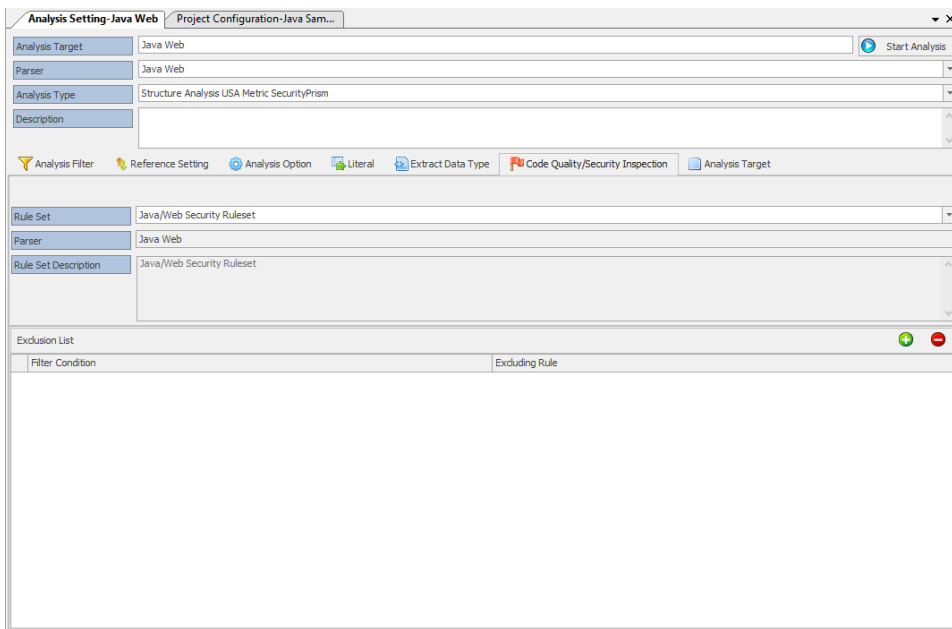 Analysis Setting-Java Web Project Configuration-Java Sam...
Analysis Target Java Web Start Analysis
Parser Java Web
Analysis Type Structure Analysis USA Metric SecurityPrism
Description
Analysis Filter Reference Setting Analysis Option Literal Extract Data Type Code Quality/Security Inspection Analysis Target
Rule Set Java/Web Security Ruleset
Parser Java Web
Rule Set Description Java/Web Security Ruleset
Exclusion List
Filter Condition Excluding Rule